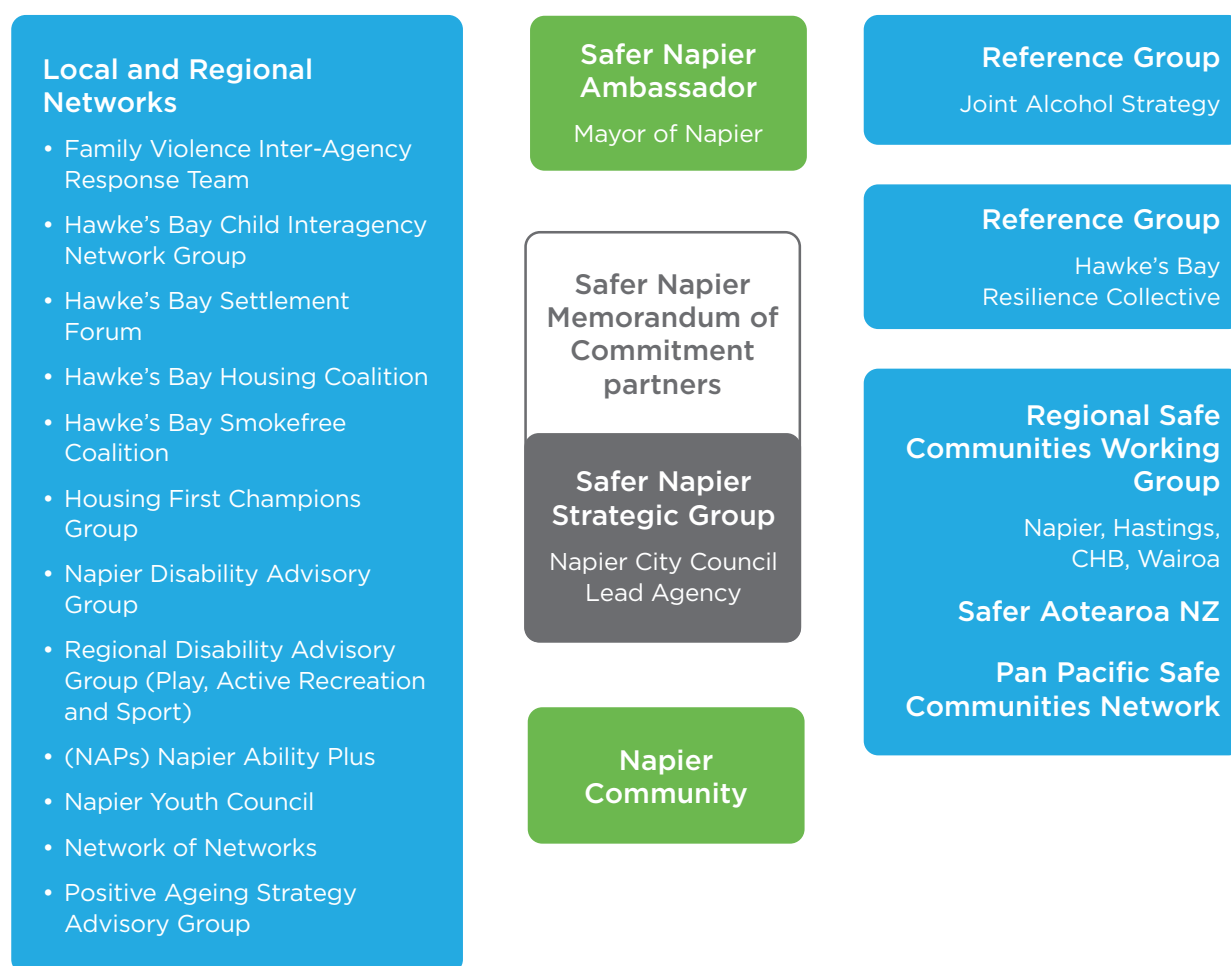 Local and Regional
Networks
• Family Violence Inter-Agency
Response Team
• Hawke's Bay Child Interagency
Network Group
• Hawke's Bay Settlement
Forum
• Hawke's Bay Housing Coalition
• Hawke's Bay Smokefree
Coalition
• Housing First Champions
Group
• Napier Disability Advisory
Group
• Regional Disability Advisory
Group (Play, Active Recreation
and Sport)
• (NAPs) Napier Ability Plus
• Napier Youth Council
• Network of Networks
• Positive Ageing Strategy
Advisory Group
Safer Napier
Ambassador
Mayor of Napier
Safer Napier
Memorandum of
Commitment
partners
Safer Napier
Strategic Group
Napier City Council
Lead Agency
Napier
Community
Reference Group
Joint Alcohol Strategy
Reference Group
Hawke's Bay
Resilience Collective
Regional Safe
Communities Working
Group
Napier, Hastings,
CHB, Wairoa
Safer Aotearoa NZ
Pan Pacific Safe
Communities Network